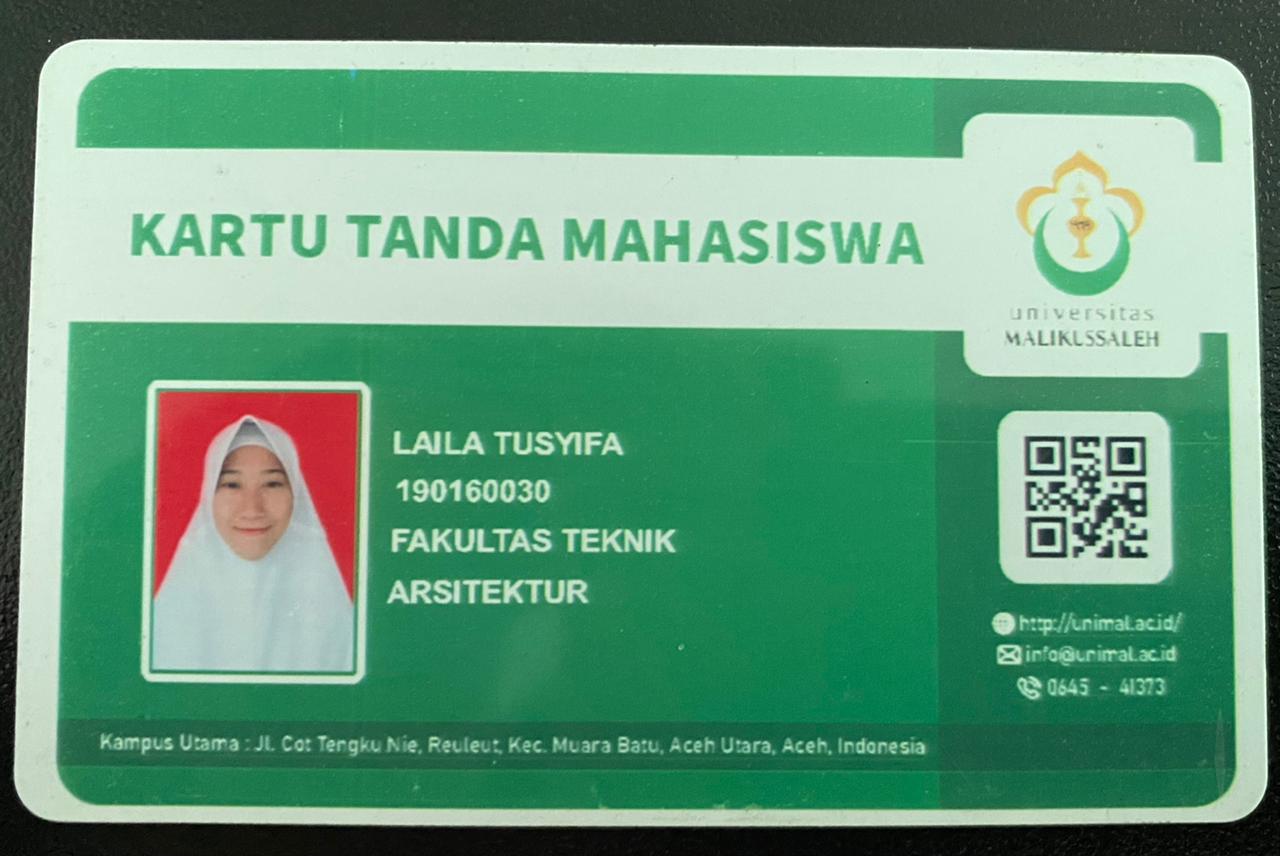 KARTU TANDA MAHASISWA
universitas
MALIKUSSALEH
LAILA TUSYIFA
190160030
FAKULTAS TEKNIK
ARSITEKTUR
http://unimal.ac.id/
info@unimal.ac.id
0645 - 41373
Kampus Utama : Jl. Cot Tengku Nie, Reuleut, Kec. Muara Batu, Aceh Utara, Aceh, Indonesia